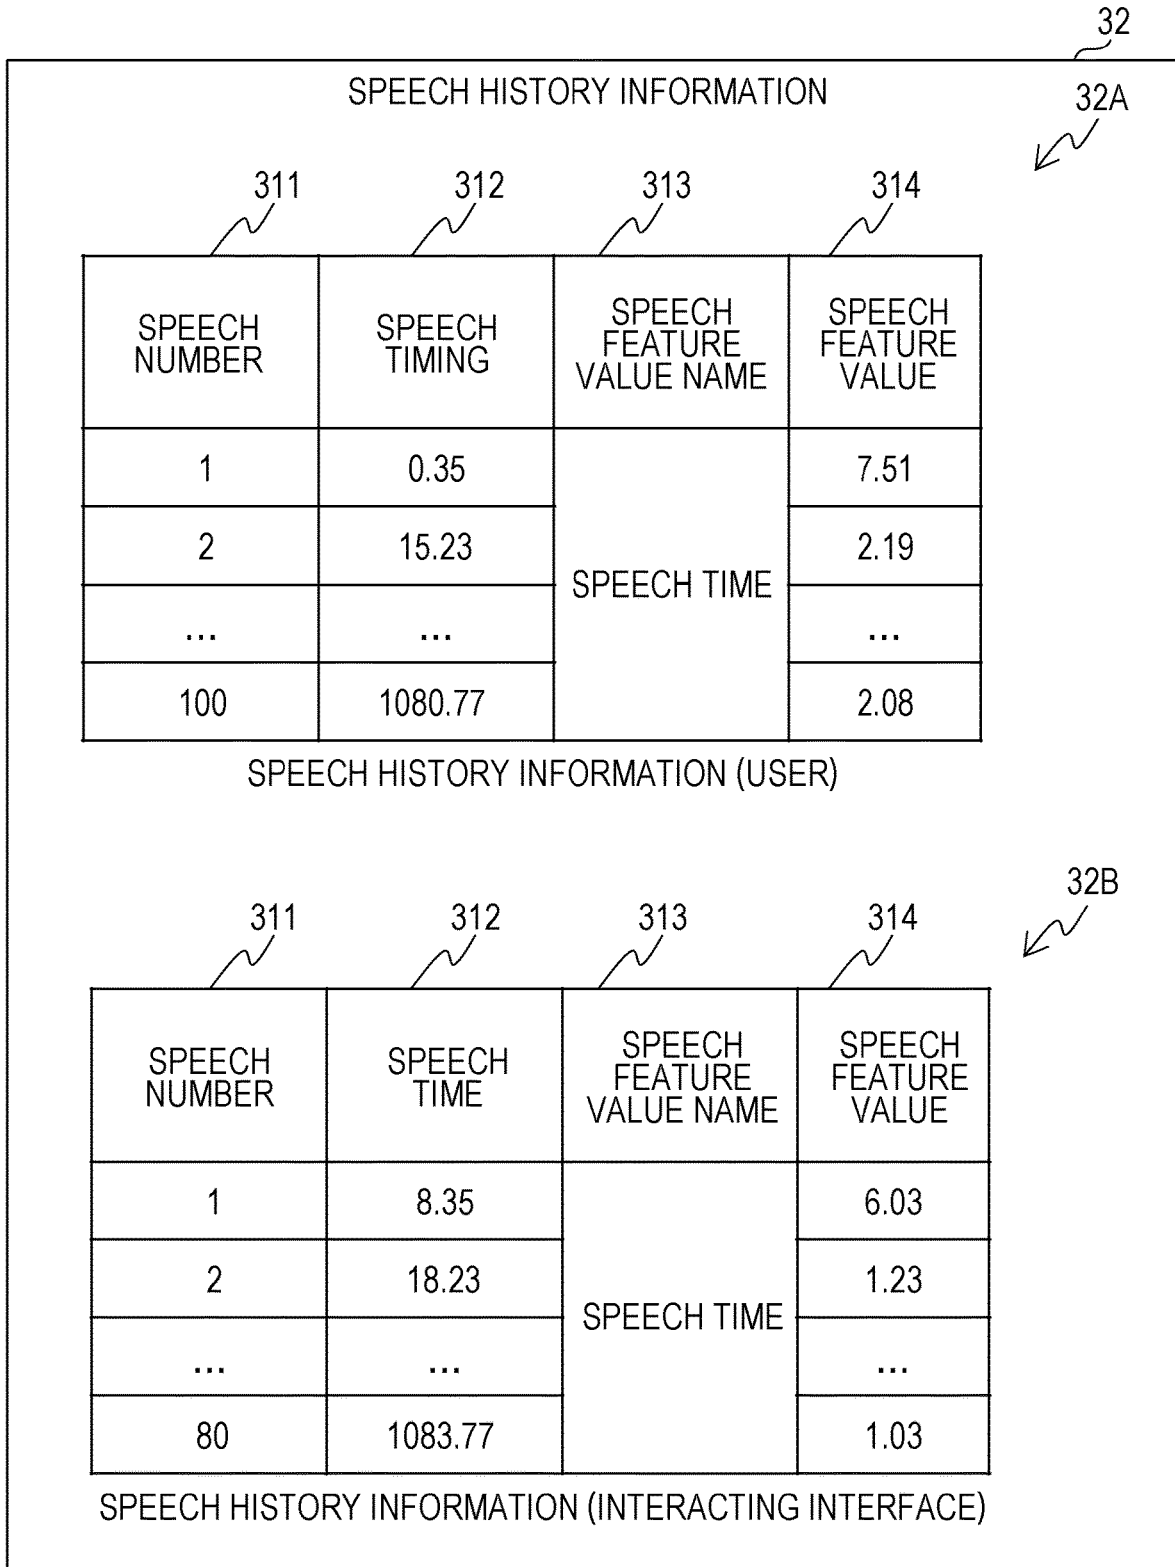 32
SPEECH HISTORY INFORMATION
32A
311 312 313 314
SPEECH NUMBER SPEECH TIMING SPEECH FEATURE VALUE NAME SPEECH FEATURE VALUE
1 0.35 7.51
2 15.23 2.19
SPEECH TIME
... ... ...
100 1080.77 2.08
SPEECH HISTORY INFORMATION (USER)
32B
311 312 313 314
SPEECH NUMBER SPEECH TIME SPEECH FEATURE VALUE NAME SPEECH FEATURE VALUE
1 8.35 6.03
2 18.23 1.23
SPEECH TIME
... ... ...
80 1083.77 1.03
SPEECH HISTORY INFORMATION (INTERACTING INTERFACE)